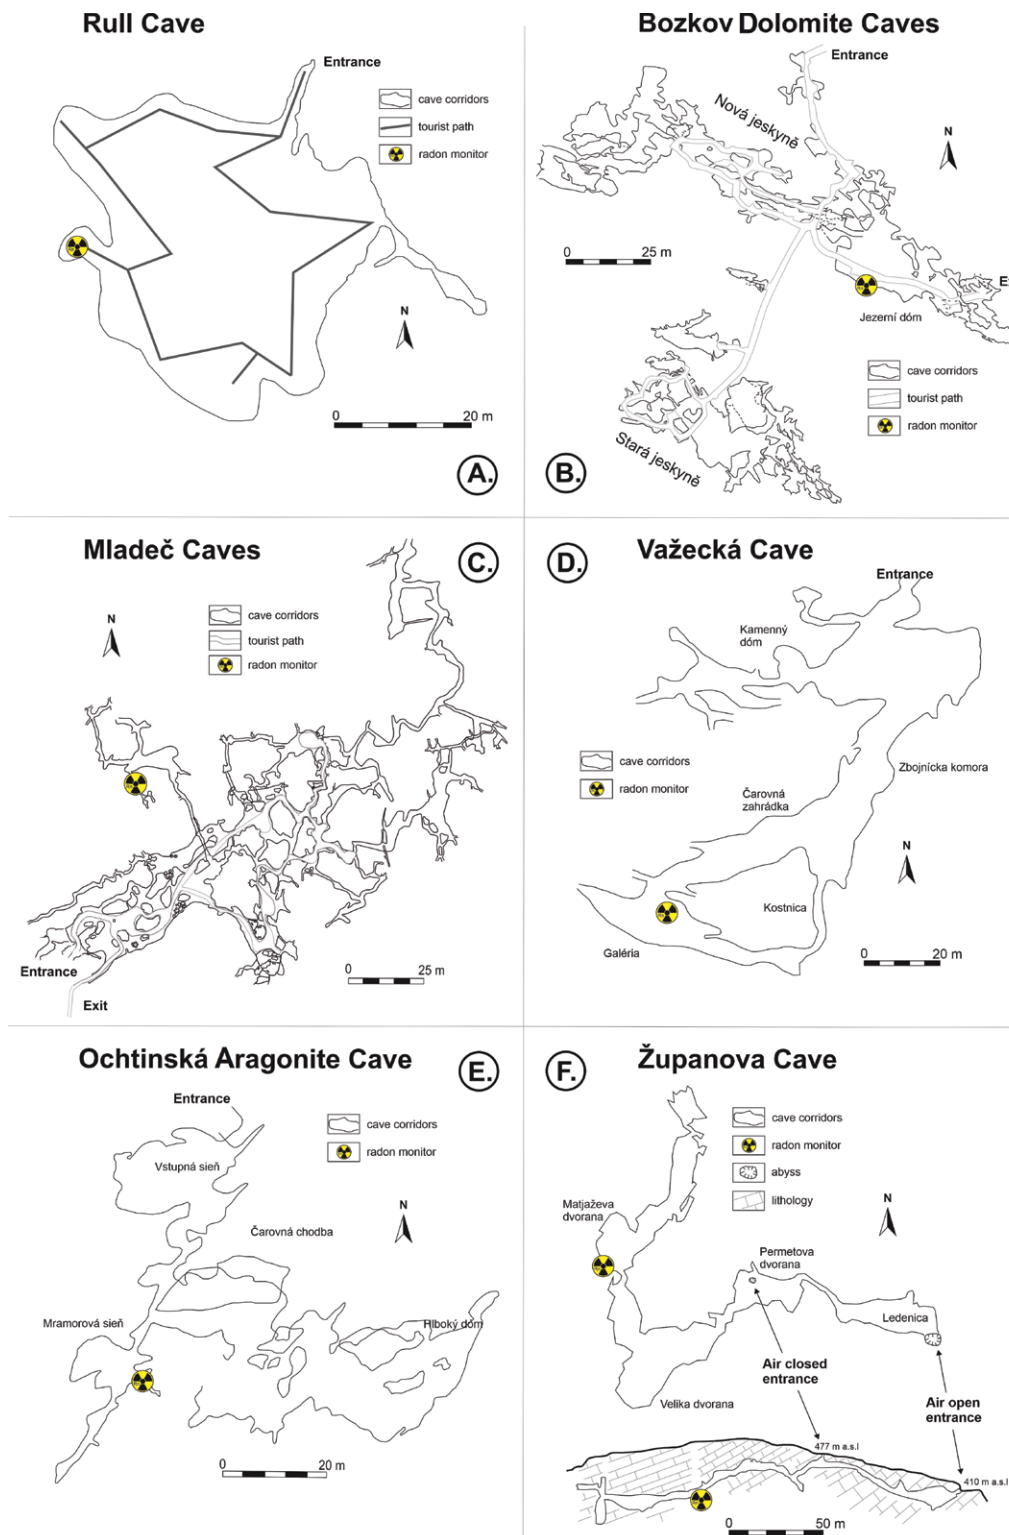 Rull Cave
Entrance
cave corridors
tourist path
radon monitor
N
0 20 m
A.
Bozkov Dolomite Caves
Entrance
Nová jeskyně
N
0 25 m
Jezerní dóm
cave corridors
tourist path
radon monitor
Stará jeskyně
B.
Mladeč Caves
C.
N
cave corridors
tourist path
radon monitor
Entrance
Exit
0 25 m
D.
Važecká Cave
Entrance
Kamenný
dóm
cave corridors
radon monitor
Zbojnícka komora
Čarovná
zahrádka
N
Kostnica
Galéria
0 20 m
Ochtinská Aragonite Cave
E.
Entrance
cave corridors
radon monitor
Vstupná sieň
N
Čarovná chodba
Mramorová sieň
Hlboký dóm
0 20 m
F.
Županova Cave
cave corridors
radon monitor
abyss
lithology
Matjaževa
dvorana
N
Permetova
dvorana
Ledenica
Air closed
entrance
Velika dvorana
Air open
entrance
477 m a.s.l
410 m a.s.l
0 50 m